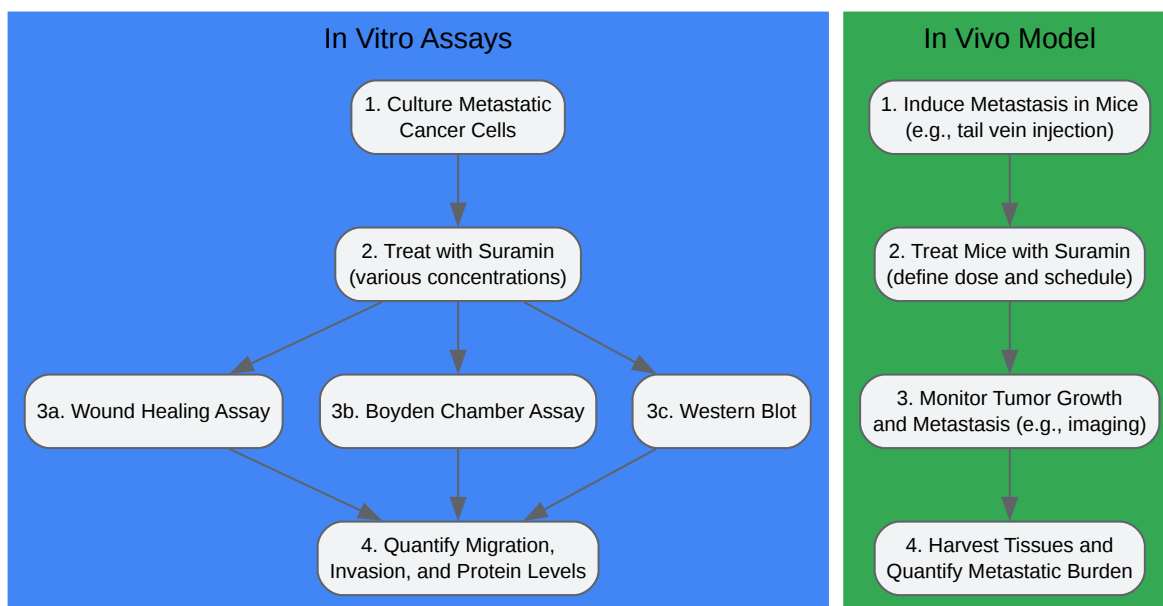 In Vitro Assays
1. Culture Metastatic
Cancer Cells
2. Treat with Suramin
(various concentrations)
3a. Wound Healing Assay
3b. Boyden Chamber Assay
3c. Western Blot
4. Quantify Migration,
Invasion, and Protein Levels
In Vivo Model
1. Induce Metastasis in Mice
(e.g., tail vein injection)
2. Treat Mice with Suramin
(define dose and schedule)
3. Monitor Tumor Growth
and Metastasis (e.g., imaging)
4. Harvest Tissues and
Quantify Metastatic Burden